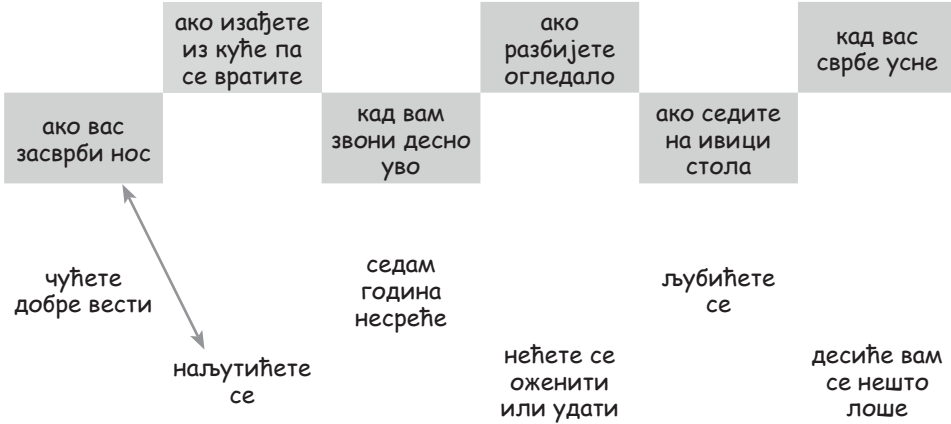 ако изађете
из куће па
се вратите
ако
разбијете
огледало
кад вас
сврбе усне
ако вас
засврби нос
кад вам
звони десно
уво
ако седите
на ивици
стола
чућете
добре вести
седам
година
несреће
љубићете
се
наљутићете
се
нећете се
оженити
или удати
десиће вам
се нешто
лоше